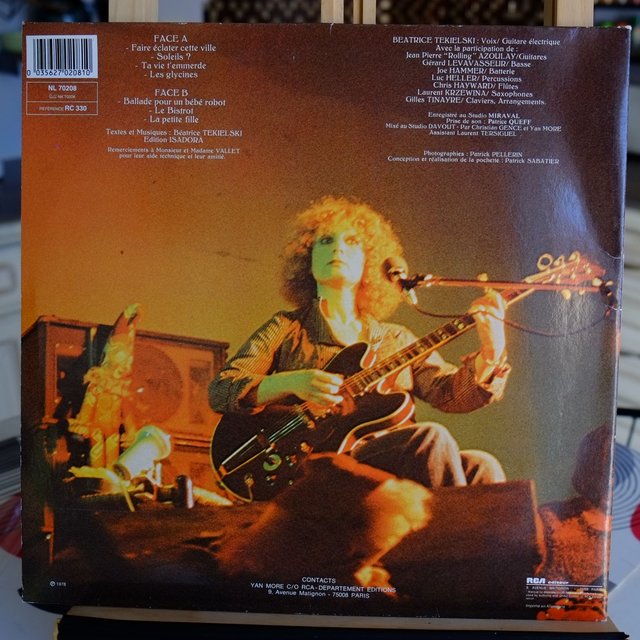 0 035627 020810
NL 70208
REFERENCE RC 330
FACE A
- Faire éclater cette ville
- Soleils ?
- Ta vie t'emmerde
- Les glycines
FACE B
- Ballade pour un bébé robot
- Le Bistrot
- La petite fille
Textes et Musiques : Béatrice TEKIELSKI
Edition ISADORA
Remerciements à Monsieur et Madame VALLET
pour leur aide technique et leur amitié.
BEATRICE TEKIELSKI : Voix/ Guitare électrique
Avec la participation de :
Jean Pierre "Rolling" AZOULAY/Guitares
Gérard LEVAVASSEUR/ Basse
Joe HAMMER/ Batterie
Luc HELLER/ Percussions
Chris HAYWARD/ Flûtes
Laurent KRZEWINA/ Saxophones
Gilles TINAYRE/ Claviers, Arrangements.
Enregistré au Studio MIRAVAL
Prise de son : Patrice QUEFF
Mixé au Studio DAVOUT - Par Christian GENCE et Yan MORE
Assistant Laurent TERSIGUEL
Photographies : Patrick PELLERIN
Conception et réalisation de la pochette : Patrick SABATIER
CONTACTS
YAN MORE C/O RCA - DEPARTEMENT EDITIONS
9, Avenue Matignon - 75008 PARIS
℗ 1978
RCA